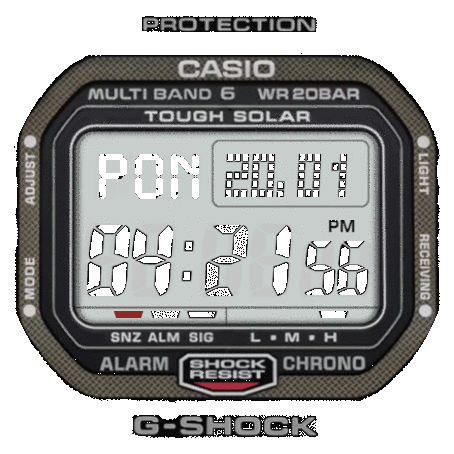 PROTECTION
CASIO
MULTI BAND 6 WR 20BAR
TOUGH SOLAR
ADJUST
LIGHT
PON 20.01
PM
04:21 56
MODE
RECEIVING
SNZ ALM SIG L • M • H
ALARM SHOCK RESIST CHRONO
G-SHOCK